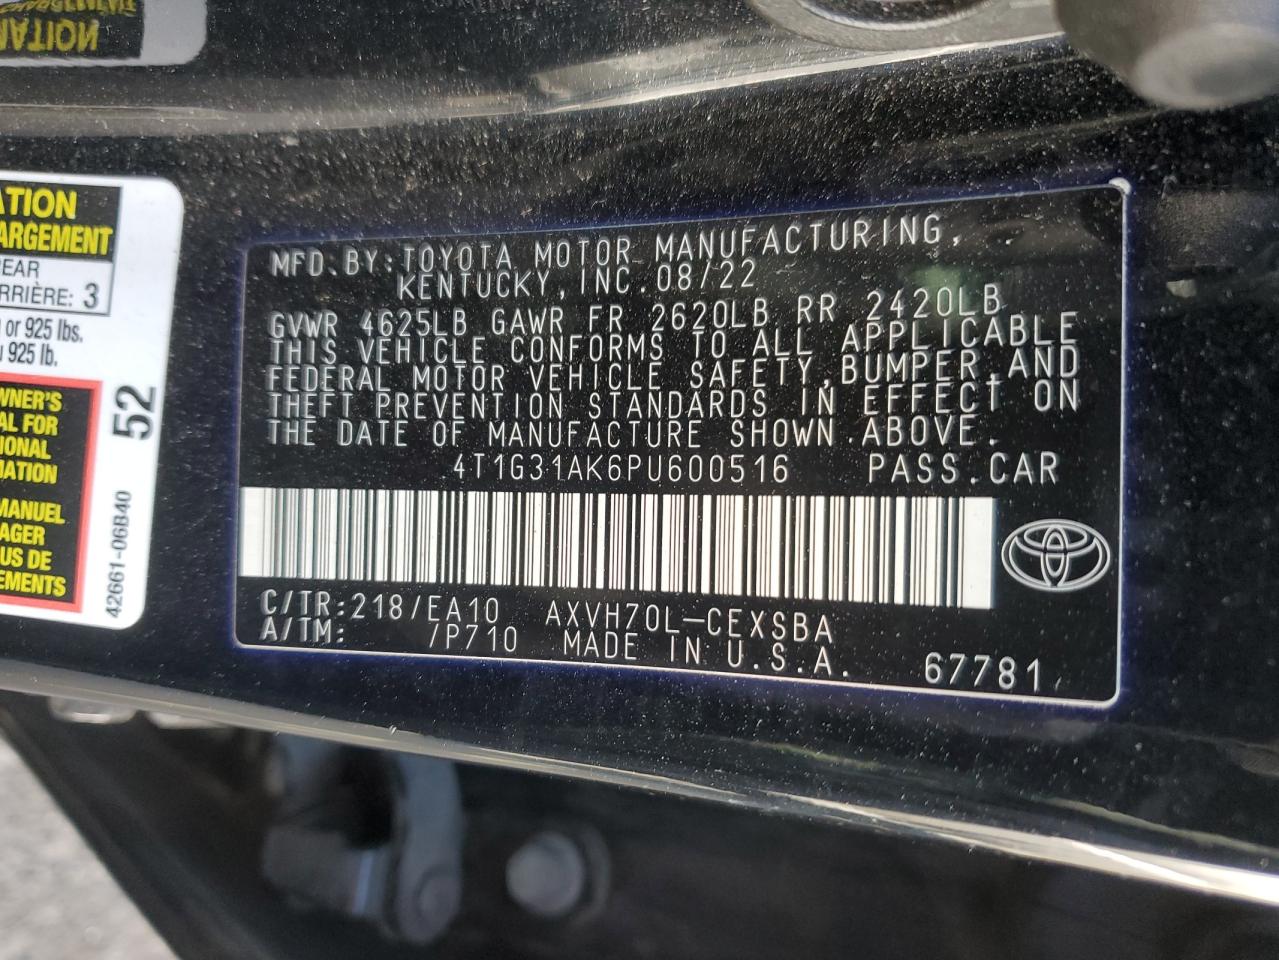 ATION
ARGEMENT
REAR
RRIÈRE: 3
or 925 lbs.
925 lb.
WNER'S
AL FOR
IONAL
MATION
MANUEL
AGER
US DE
EMENTS
52
42661-06B40
MFD.BY:TOYOTA MOTOR MANUFACTURING,
KENTUCKY,INC.08/22
GVWR 4625LB GAWR FR 2620LB RR 2420LB
THIS VEHICLE CONFORMS TO ALL APPLICABLE
FEDERAL MOTOR VEHICLE SAFETY,BUMPER,AND
THEFT PREVENTION STANDARDS IN EFFECT ON
THE DATE OF MANUFACTURE SHOWN ABOVE.
4T1G31AK6PU600516 PASS.CAR
C/TR:218/EA10 AXVH70L-CEXSBA
A/TM: /P710 MADE IN U.S.A. 67781